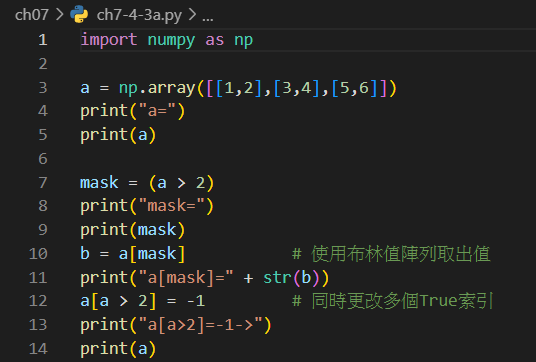 ch07 > ch7-4-3a.py > ...
1 import numpy as np
2
3 a = np.array([[1,2],[3,4],[5,6]])
4 print("a=")
5 print(a)
6
7 mask = (a > 2)
8 print("mask=")
9 print(mask)
10 b = a[mask] # 使用布林值陣列取出值
11 print("a[mask]=" + str(b))
12 a[a > 2] = -1 # 同時更改多個True索引
13 print("a[a>2]=-1->")
14 print(a)